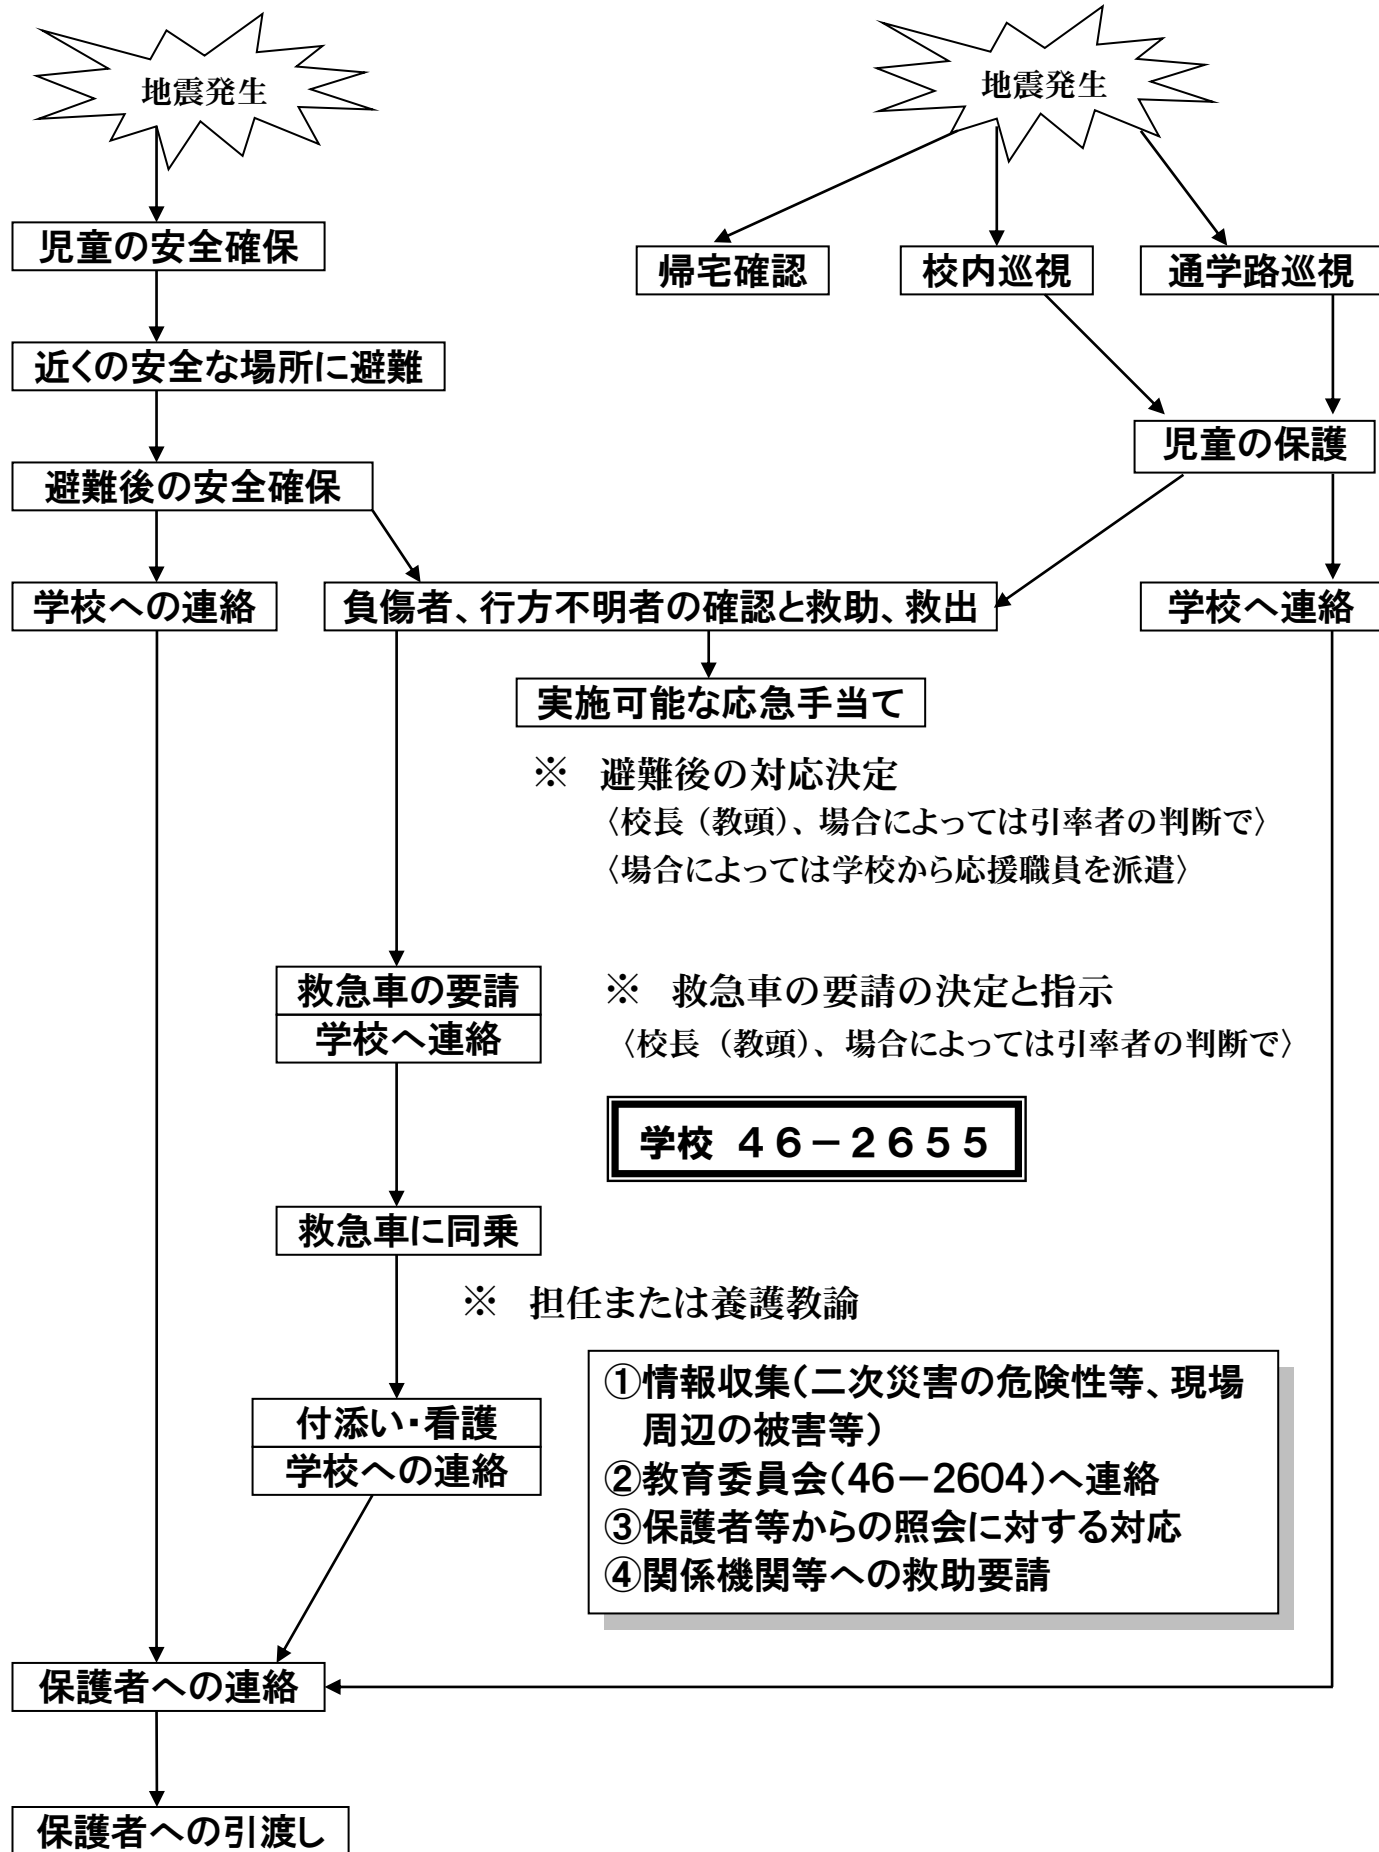 地震発生
地震発生
児童の安全確保
帰宅確認
校内巡視
通学路巡視
近くの安全な場所に避難
児童の保護
避難後の安全確保
学校への連絡
負傷者、行方不明者の確認と救助、救出
学校へ連絡
実施可能な応急手当て
※　避難後の対応決定
〈校長（教頭）、場合によっては引率者の判断で〉
〈場合によっては学校から応援職員を派遣〉
救急車の要請
※　救急車の要請の決定と指示
学校へ連絡
〈校長（教頭）、場合によっては引率者の判断で〉
学校　４６－２６５５
救急車に同乗
※　担任または養護教諭
①情報収集（二次災害の危険性等、現場
周辺の被害等）
②教育委員会（46－2604）へ連絡
③保護者等からの照会に対する対応
④関係機関等への救助要請
付添い・看護
学校への連絡
保護者への連絡
保護者への引渡し